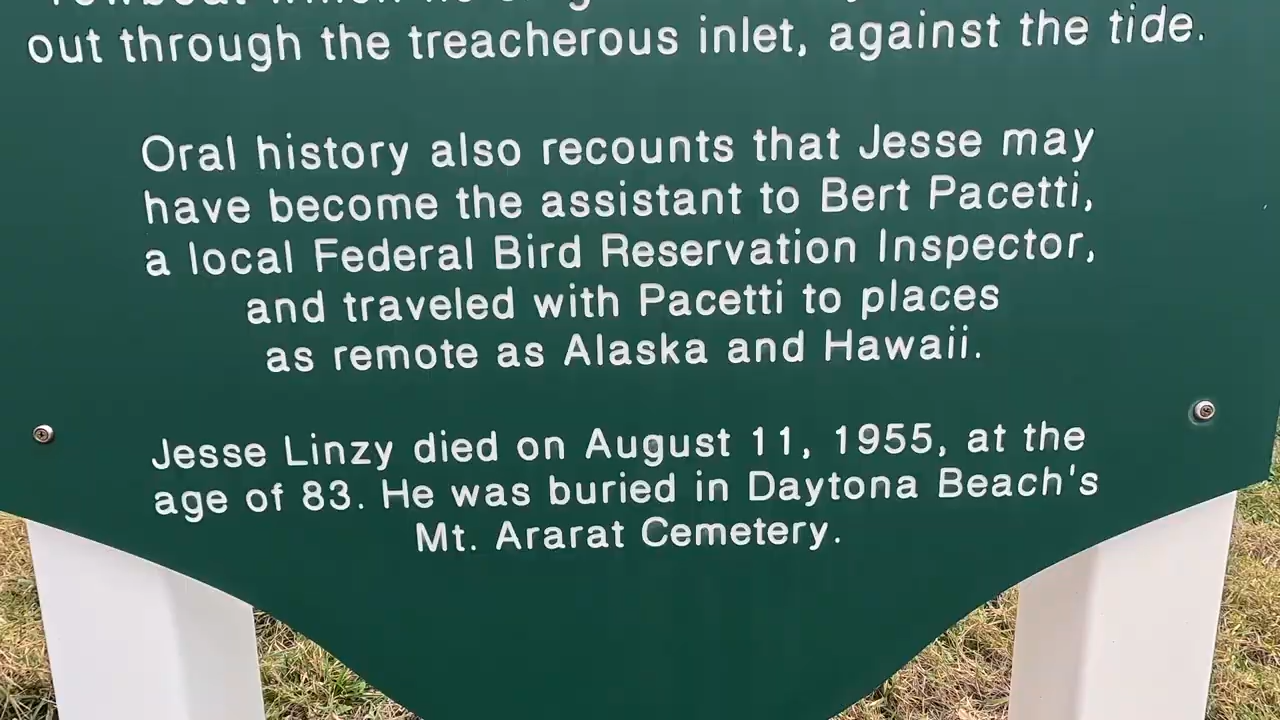 out through the treacherous inlet, against the tide.
Oral history also recounts that Jesse may
have become the assistant to Bert Pacetti,
a local Federal Bird Reservation Inspector,
and traveled with Pacetti to places
as remote as Alaska and Hawaii.
Jesse Linzy died on August 11, 1955, at the
age of 83. He was buried in Daytona Beach's
Mt. Ararat Cemetery.